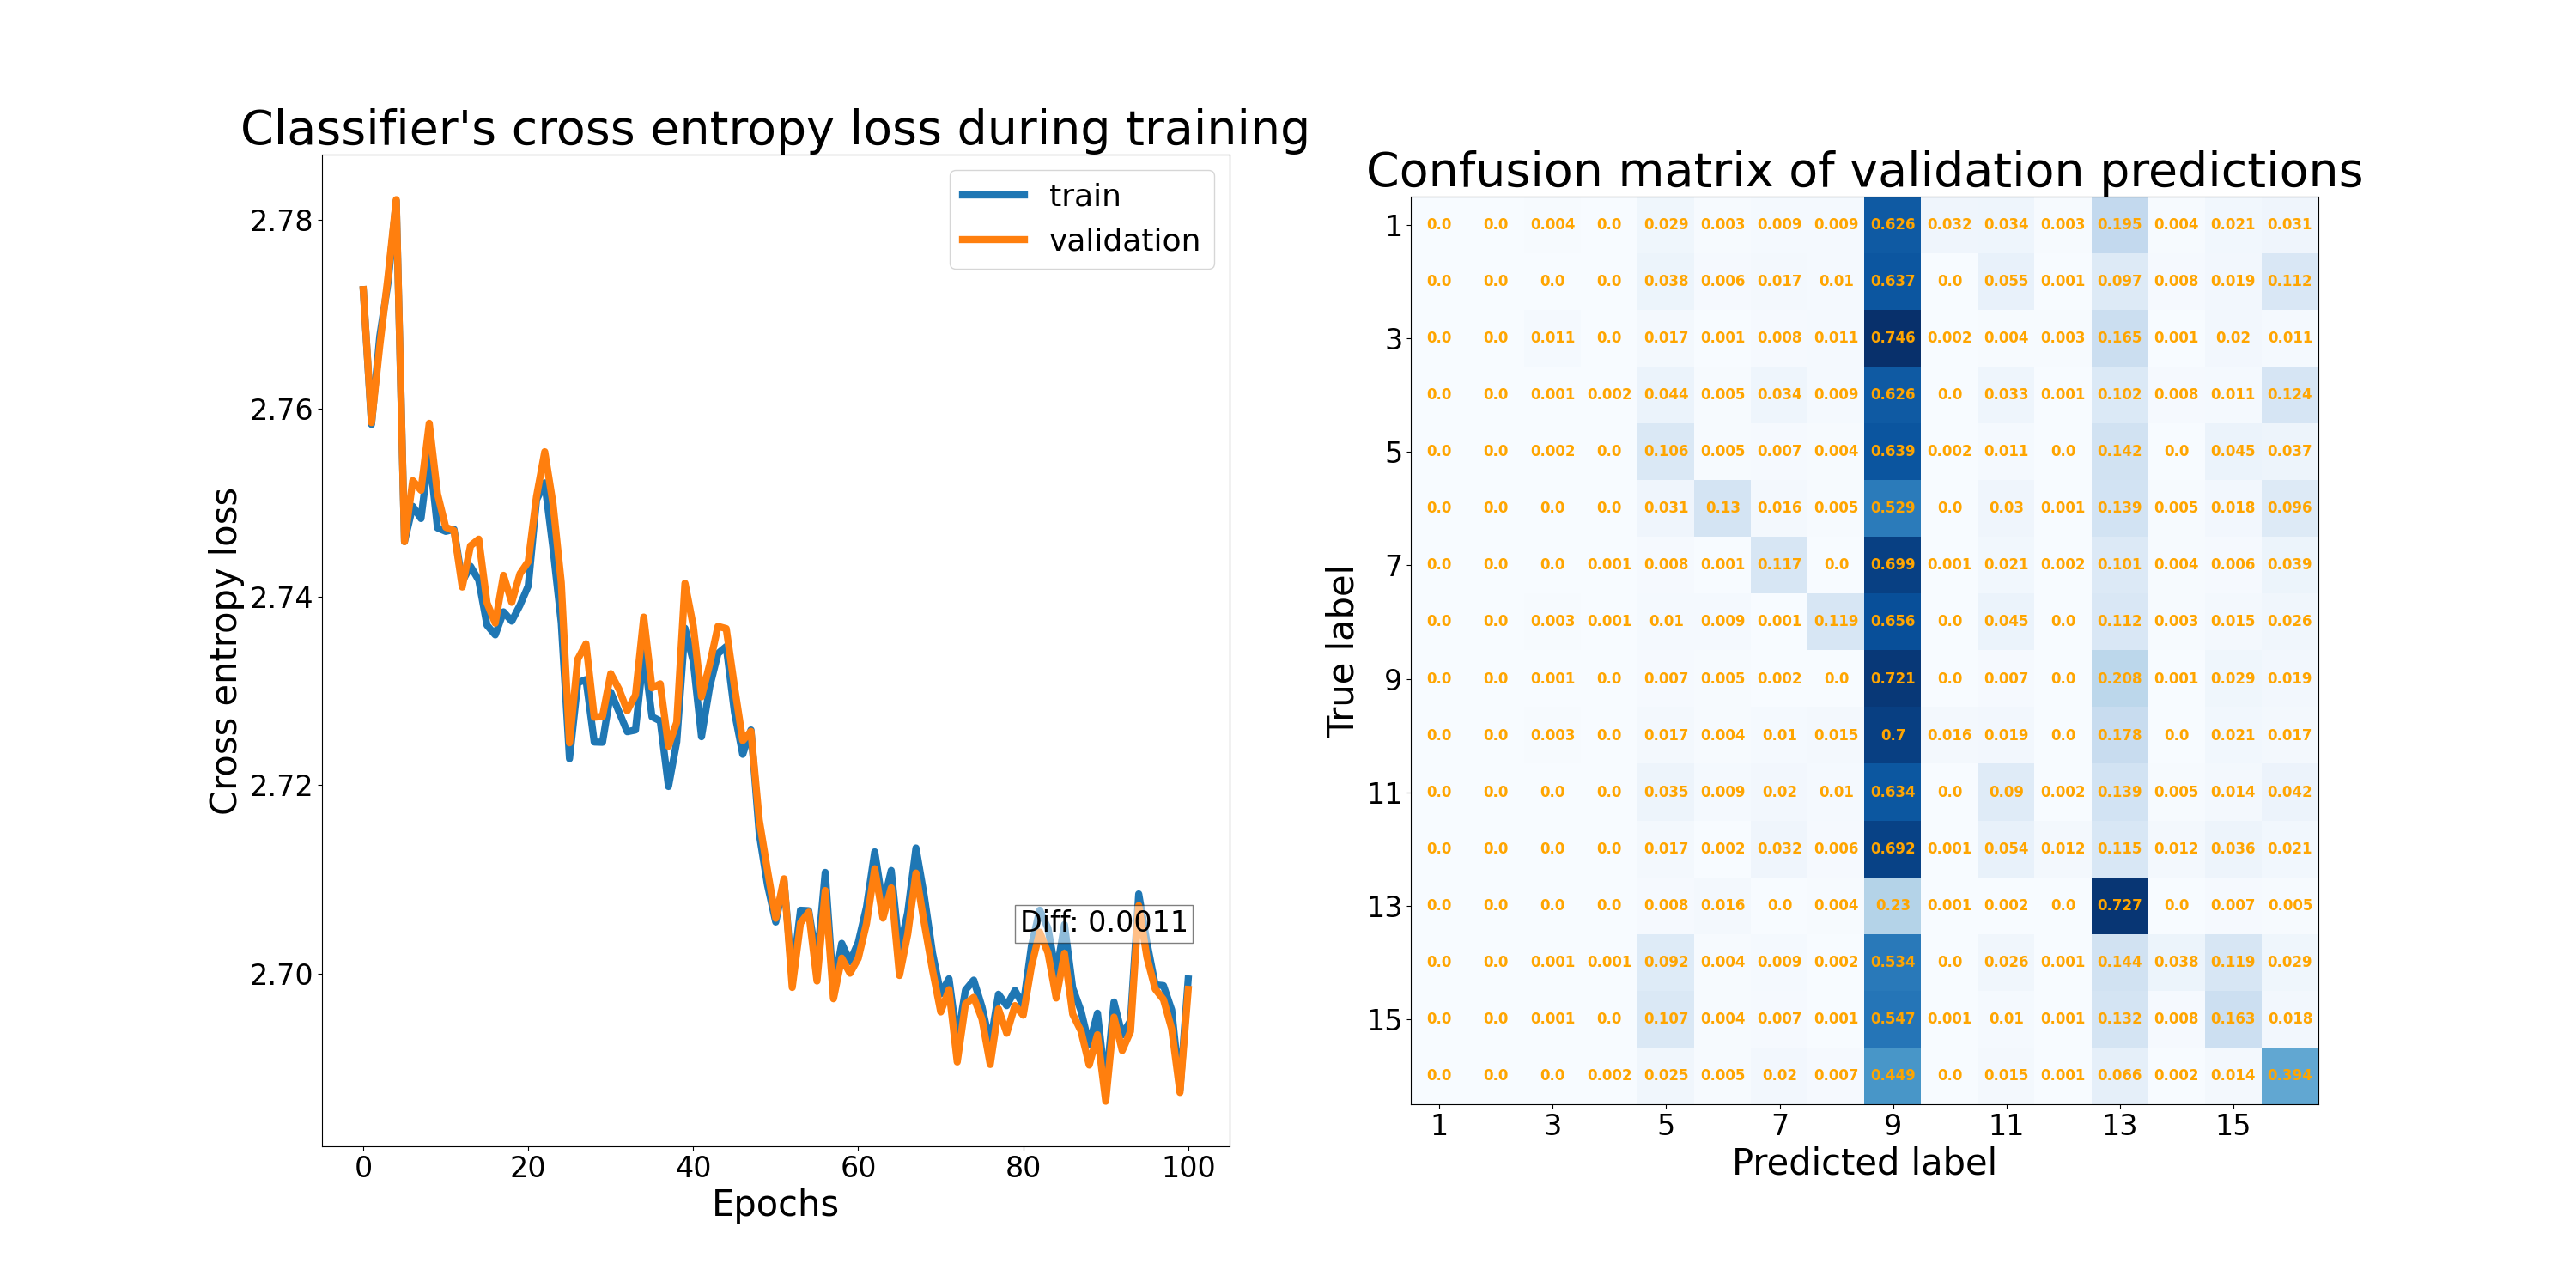 Classifier's cross entropy loss during training
train
validation
2.78
2.76
2.74
2.72
2.70
Cross entropy loss
Diff: 0.0011
0 20 40 60 80 100
Epochs
Confusion matrix of validation predictions
True label
1 0.0 0.0 0.004 0.0 0.029 0.003 0.009 0.009 0.626 0.032 0.034 0.003 0.195 0.004 0.021 0.031
0.0 0.0 0.0 0.0 0.038 0.006 0.017 0.01 0.637 0.0 0.055 0.001 0.097 0.008 0.019 0.112
3 0.0 0.0 0.011 0.0 0.017 0.001 0.008 0.011 0.746 0.002 0.004 0.003 0.165 0.001 0.02 0.011
0.0 0.0 0.001 0.002 0.044 0.005 0.034 0.009 0.626 0.0 0.033 0.001 0.102 0.008 0.011 0.124
5 0.0 0.0 0.002 0.0 0.106 0.005 0.007 0.004 0.639 0.002 0.011 0.0 0.142 0.0 0.045 0.037
0.0 0.0 0.0 0.0 0.031 0.13 0.016 0.005 0.529 0.0 0.03 0.001 0.139 0.005 0.018 0.096
7 0.0 0.0 0.0 0.001 0.008 0.001 0.117 0.0 0.699 0.001 0.021 0.002 0.101 0.004 0.006 0.039
0.0 0.0 0.003 0.001 0.01 0.009 0.001 0.119 0.656 0.0 0.045 0.0 0.112 0.003 0.015 0.026
9 0.0 0.0 0.001 0.0 0.007 0.005 0.002 0.0 0.721 0.0 0.007 0.0 0.208 0.001 0.029 0.019
0.0 0.0 0.003 0.0 0.017 0.004 0.01 0.015 0.7 0.016 0.019 0.0 0.178 0.0 0.021 0.017
11 0.0 0.0 0.0 0.0 0.035 0.009 0.02 0.01 0.634 0.0 0.09 0.002 0.139 0.005 0.014 0.042
0.0 0.0 0.0 0.0 0.017 0.002 0.032 0.006 0.692 0.001 0.054 0.012 0.115 0.012 0.036 0.021
13 0.0 0.0 0.0 0.0 0.008 0.016 0.0 0.004 0.23 0.001 0.002 0.0 0.727 0.0 0.007 0.005
0.0 0.0 0.001 0.001 0.092 0.004 0.009 0.002 0.534 0.0 0.026 0.001 0.144 0.038 0.119 0.029
15 0.0 0.0 0.001 0.0 0.107 0.004 0.007 0.001 0.547 0.001 0.01 0.001 0.132 0.008 0.163 0.018
0.0 0.0 0.0 0.002 0.025 0.005 0.02 0.007 0.449 0.0 0.015 0.001 0.066 0.002 0.014 0.394
1 3 5 7 9 11 13 15
Predicted label